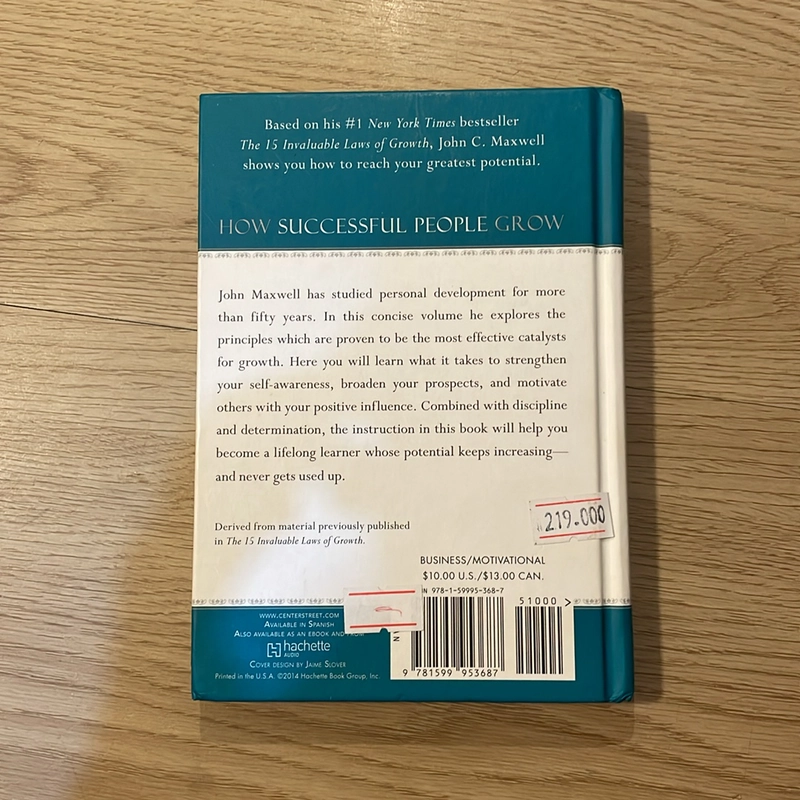 Based on his #1 New York Times bestseller
The 15 Invaluable Laws of Growth, John C. Maxwell
shows you how to reach your greatest potential.
HOW SUCCESSFUL PEOPLE GROW
John Maxwell has studied personal development for more
than fifty years. In this concise volume he explores the
principles which are proven to be the most effective catalysts
for growth. Here you will learn what it takes to strengthen
your self-awareness, broaden your prospects, and motivate
others with your positive influence. Combined with discipline
and determination, the instruction in this book will help you
become a lifelong learner whose potential keeps increasing—
and never gets used up.
219.000
Derived from material previously published
in The 15 Invaluable Laws of Growth.
BUSINESS/MOTIVATIONAL
$10.00 U.S./$13.00 CAN.
978-1-59995-368-7
51000
WWW.CENTERSTREET.COM
AVAILABLE IN SPANISH
ALSO AVAILABLE AS AN EBOOK AND FROM
hachette
AUDIO
COVER DESIGN BY JAIME SLOVER
Printed in the U.S.A. ©2014 Hachette Book Group, Inc.
9 781599 953687